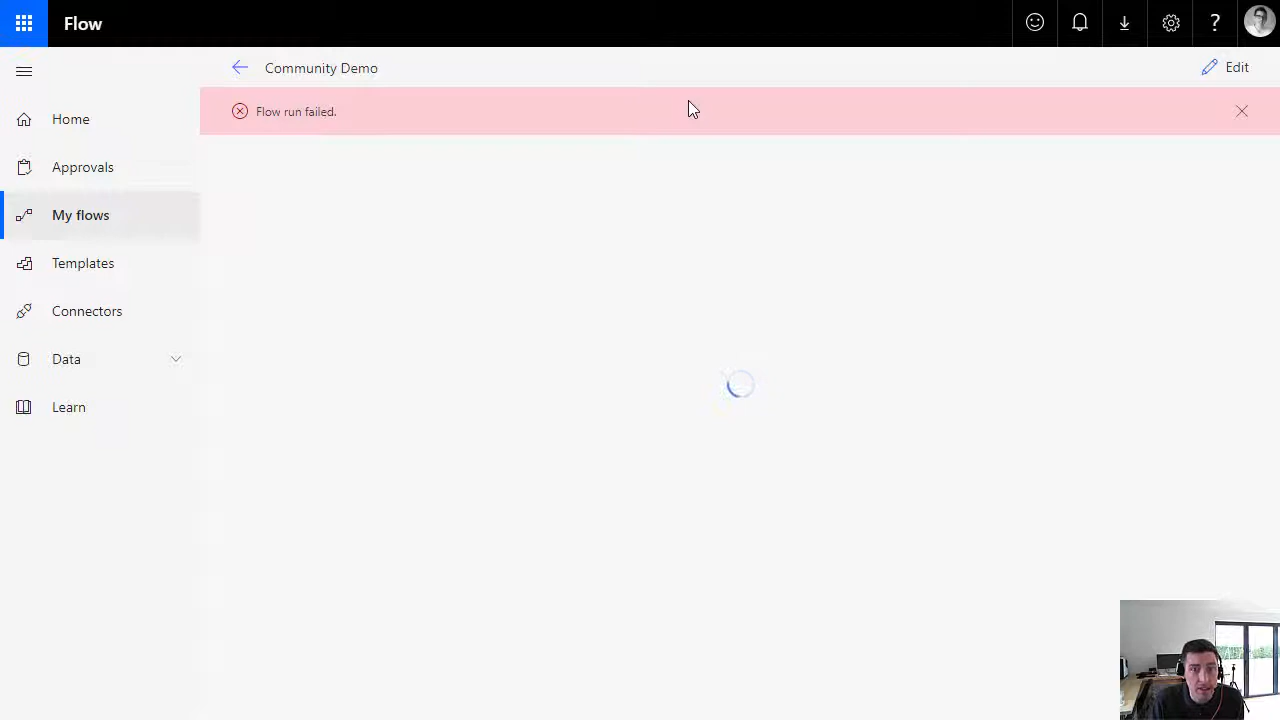 Flow
?
Community Demo
Edit
Flow run failed.
Home
Approvals
My flows
Templates
Connectors
Data
Learn